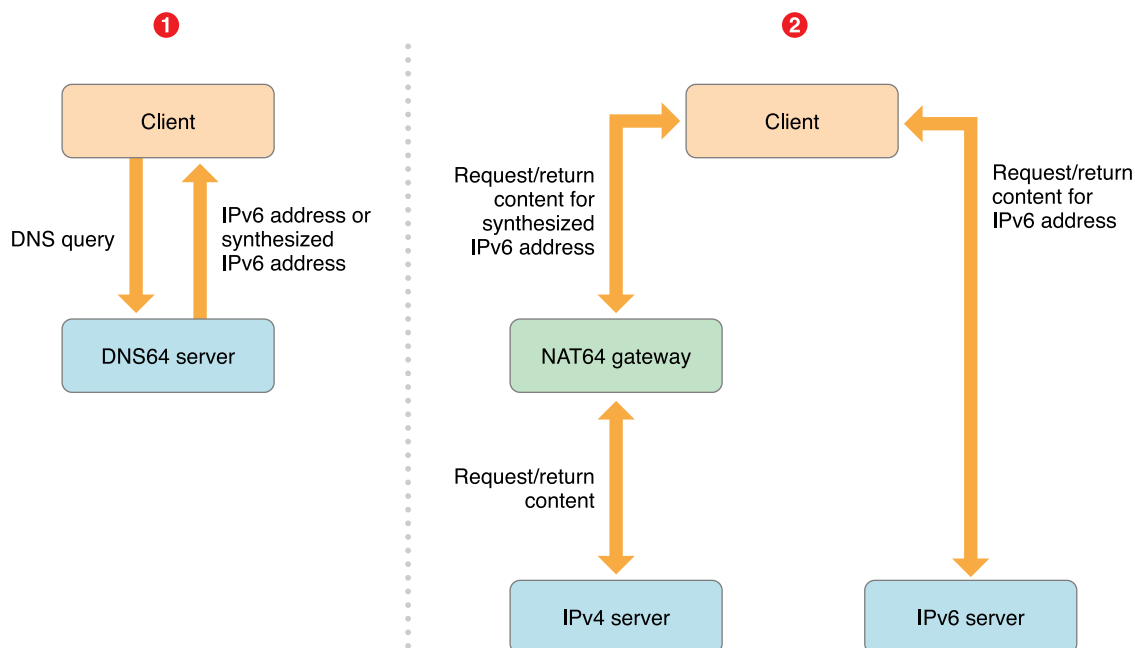 1
Client
DNS query
IPv6 address or
synthesized
IPv6 address
DNS64 server
2
Client
Request/return
content for
synthesized
IPv6 address
Request/return
content for
IPv6 address
NAT64 gateway
Request/return
content
IPv4 server
IPv6 server